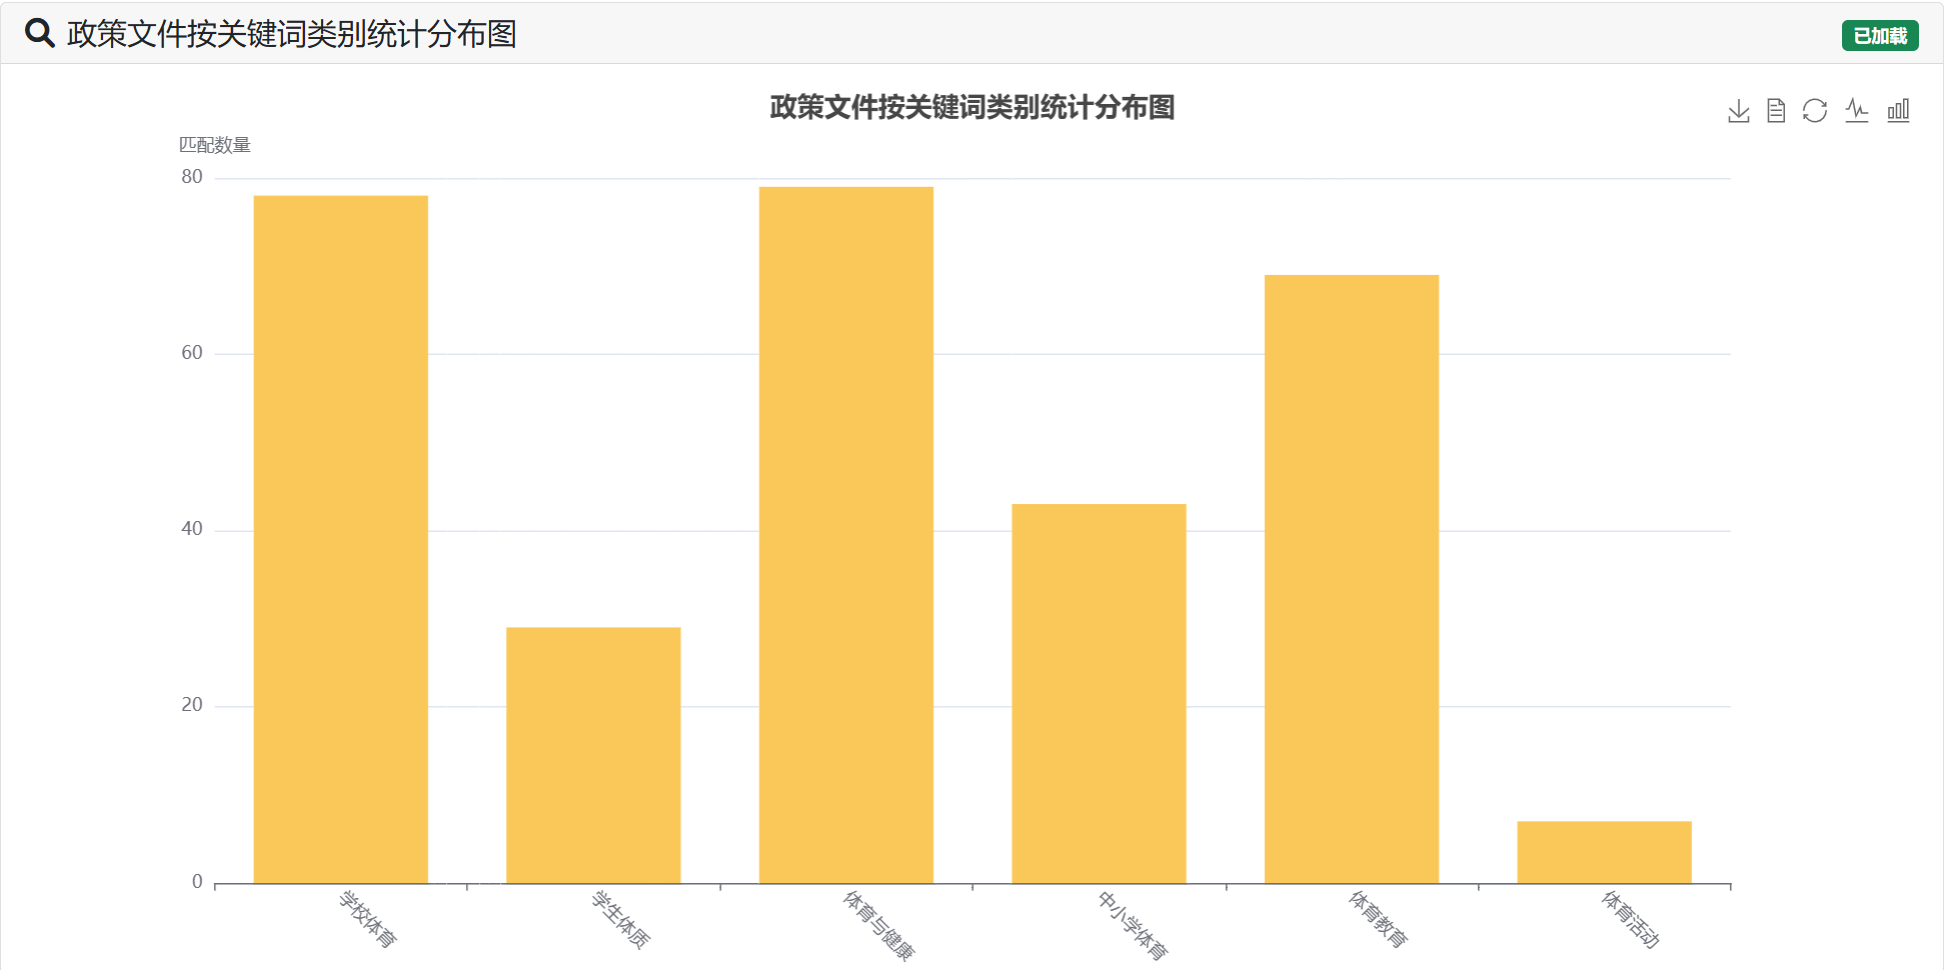 政策文件按关键词类别统计分布图
已加载
政策文件按关键词类别统计分布图
匹配数量
80
60
40
20
0
学校体育
学生体质
体育与健康
中小学体育
体育教育
体育活动